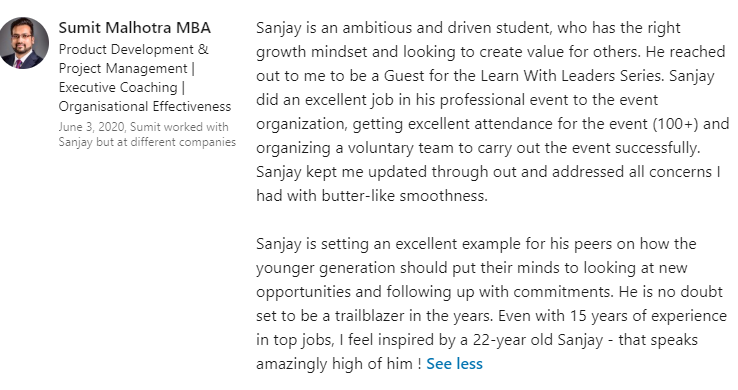 Sumit Malhotra MBA
Product Development &
Project Management |
Executive Coaching |
Organisational Effectiveness
June 3, 2020, Sumit worked with
Sanjay but at different companies
Sanjay is an ambitious and driven student, who has the right
growth mindset and looking to create value for others. He reached
out to me to be a Guest for the Learn With Leaders Series. Sanjay
did an excellent job in his professional event to the event
organization, getting excellent attendance for the event (100+) and
organizing a voluntary team to carry out the event successfully.
Sanjay kept me updated through out and addressed all concerns I
had with butter-like smoothness.
Sanjay is setting an excellent example for his peers on how the
younger generation should put their minds to looking at new
opportunities and following up with commitments. He is no doubt
set to be a trailblazer in the years. Even with 15 years of experience
in top jobs, I feel inspired by a 22-year old Sanjay - that speaks
amazingly high of him ! See less